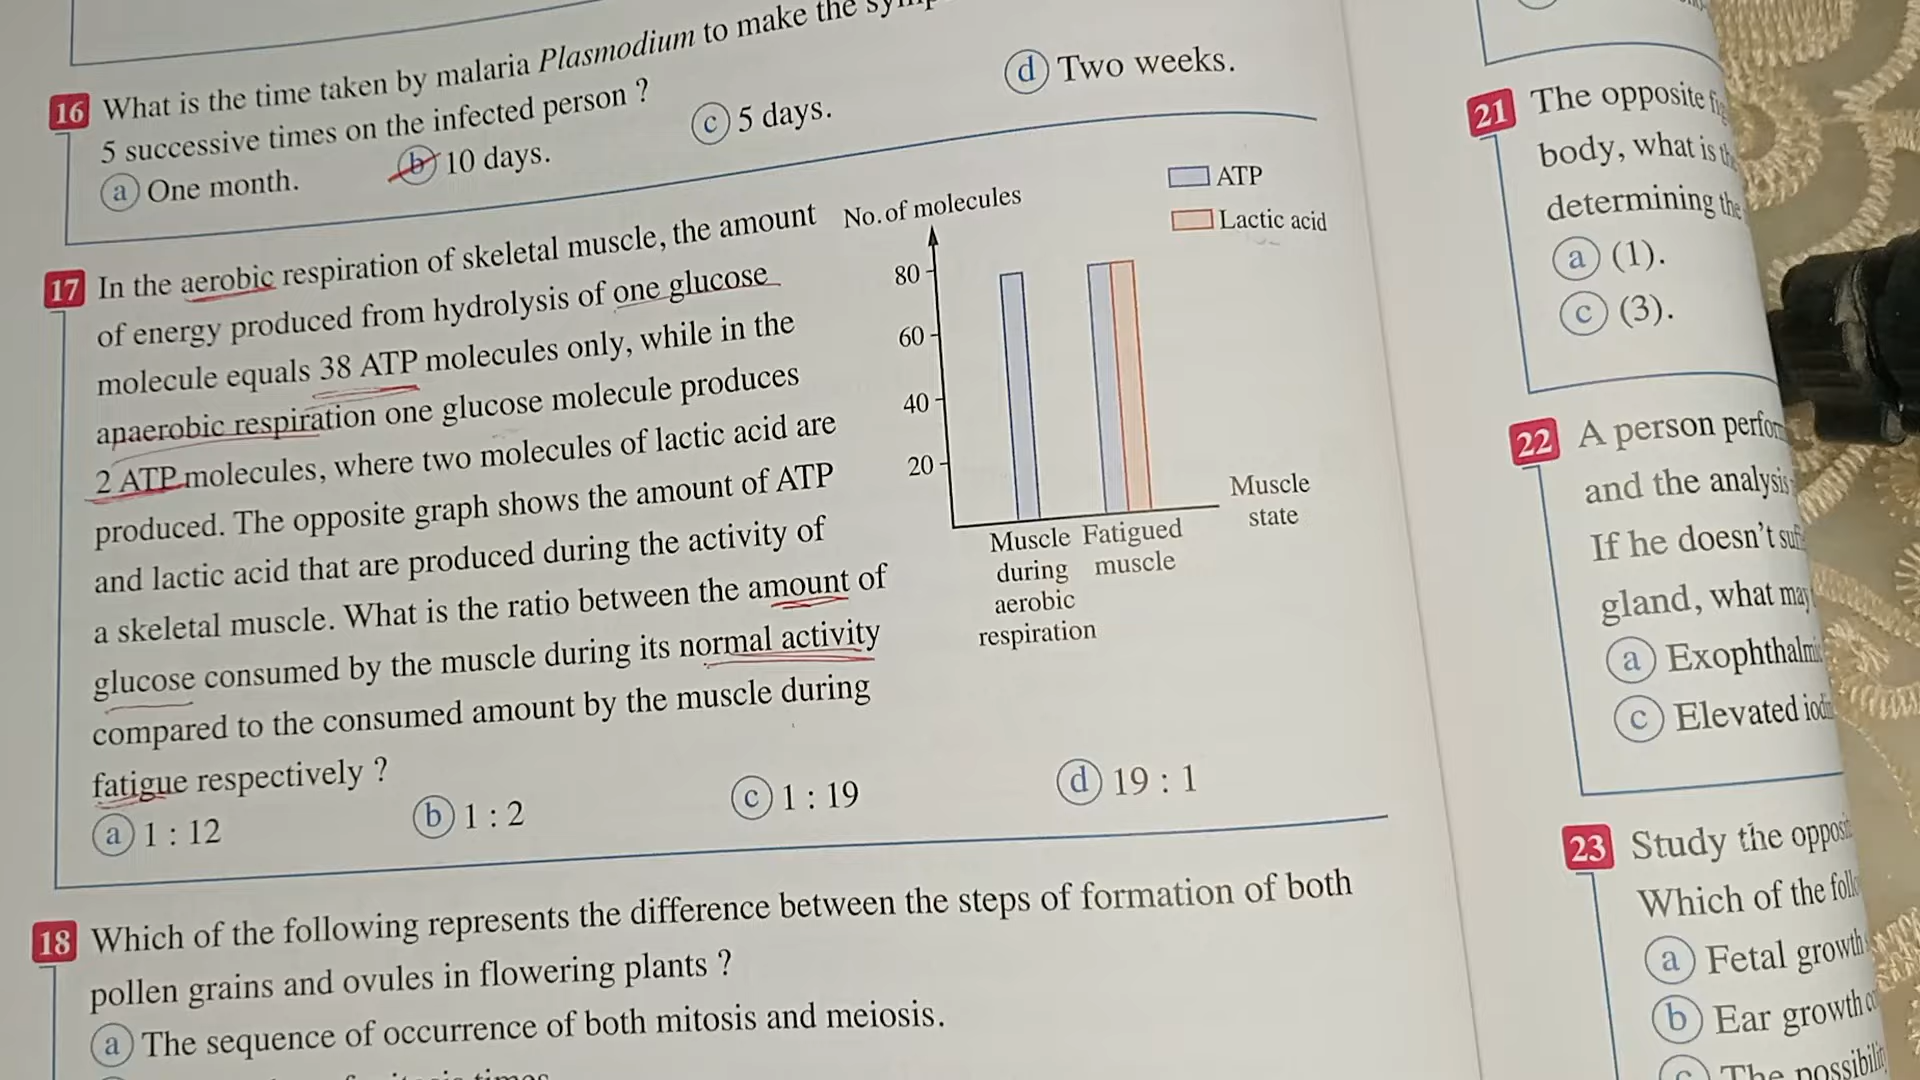 16 What is the time taken by malaria Plasmodium to make the
5 successive times on the infected person ?
a One month.
b 10 days.
c 5 days.
d Two weeks.
17 In the aerobic respiration of skeletal muscle, the amount
of energy produced from hydrolysis of one glucose
molecule equals 38 ATP molecules only, while in the
anaerobic respiration one glucose molecule produces
2 ATP molecules, where two molecules of lactic acid are
produced. The opposite graph shows the amount of ATP
and lactic acid that are produced during the activity of
a skeletal muscle. What is the ratio between the amount of
glucose consumed by the muscle during its normal activity
compared to the consumed amount by the muscle during
fatigue respectively ?
No. of molecules
ATP
Lactic acid
80
60
40
20
Muscle
state
Muscle
during
aerobic
respiration
Fatigued
muscle
a 1 : 12
b 1 : 2
c 1 : 19
d 19 : 1
18 Which of the following represents the difference between the steps of formation of both
pollen grains and ovules in flowering plants ?
a The sequence of occurrence of both mitosis and meiosis.
21 The opposite
body, what is
determining the
a (1).
c (3).
22 A person
and the analysis
If he doesn't
gland, what may
a
c Elevated
23 Study the
Which of the
a Fetal growth
b Ear growth
c The